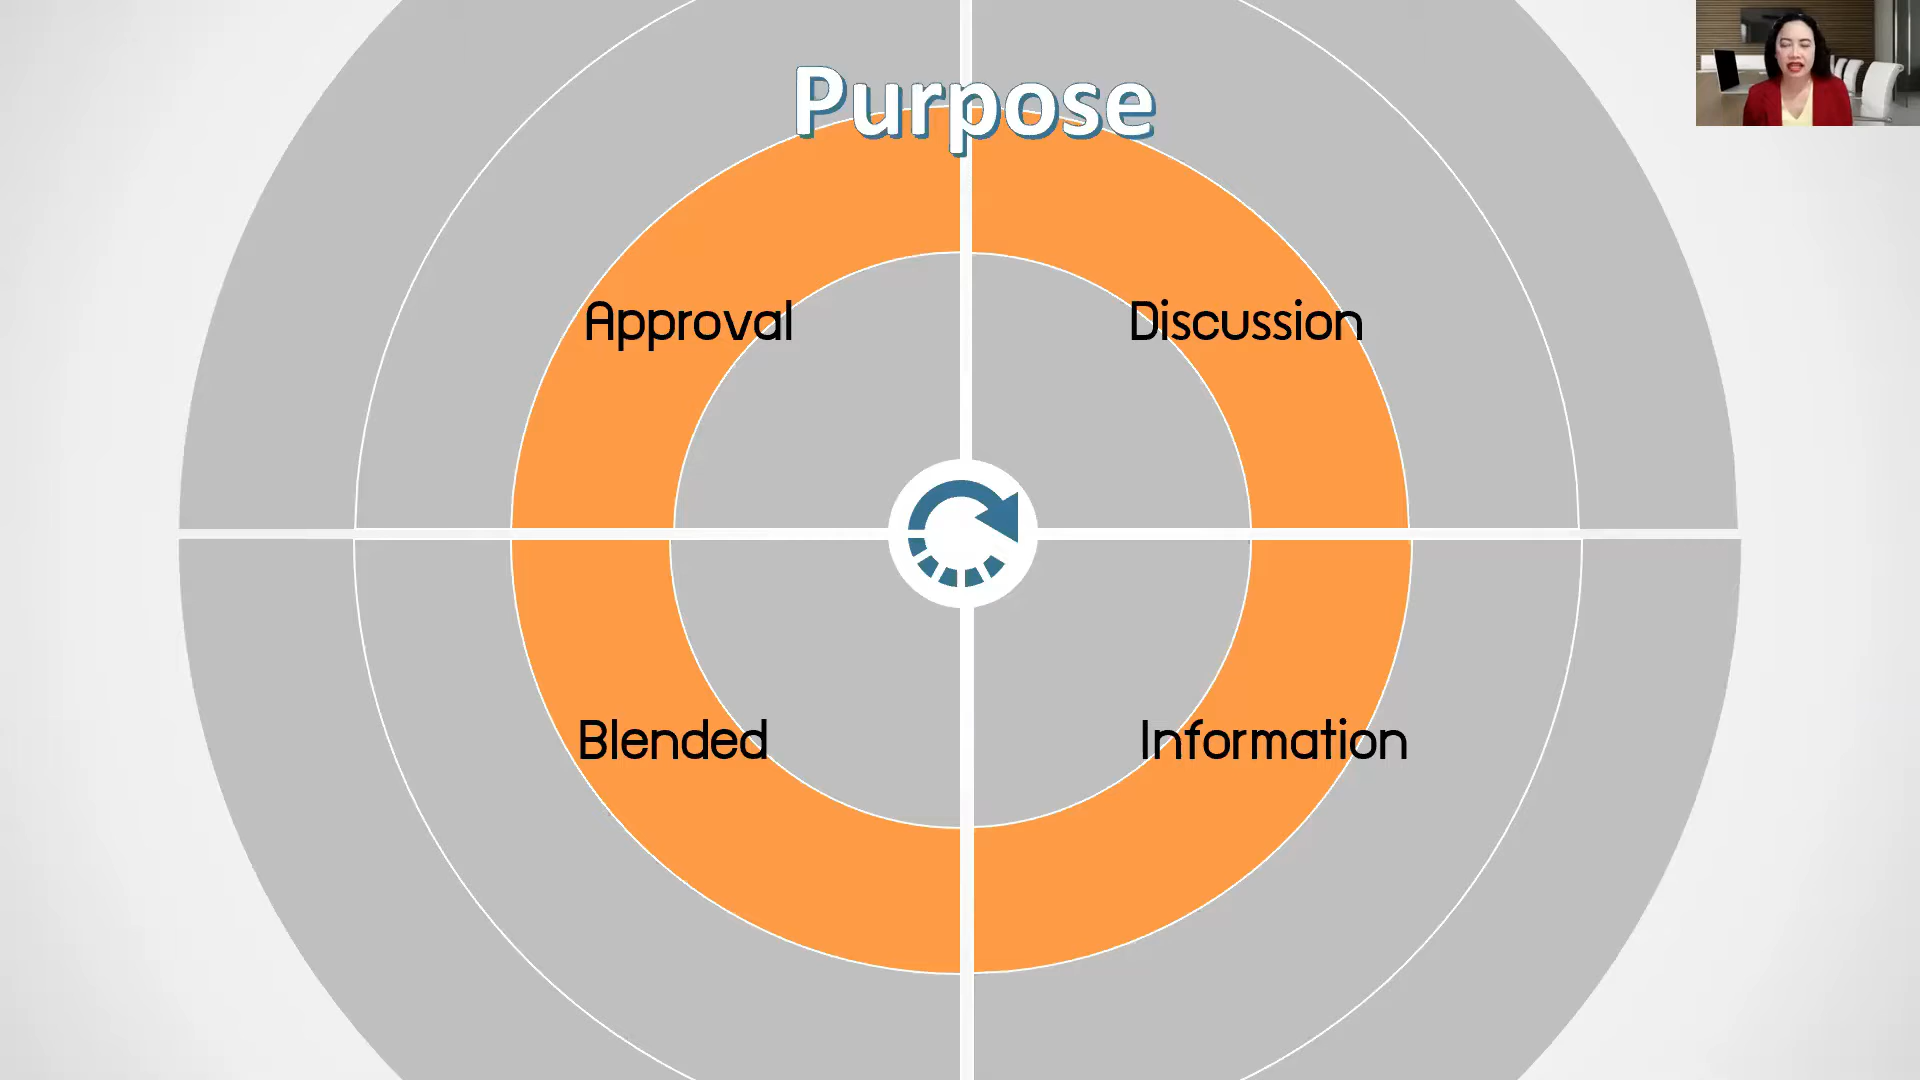 Purpose
Approval
Discussion
Blended
Information